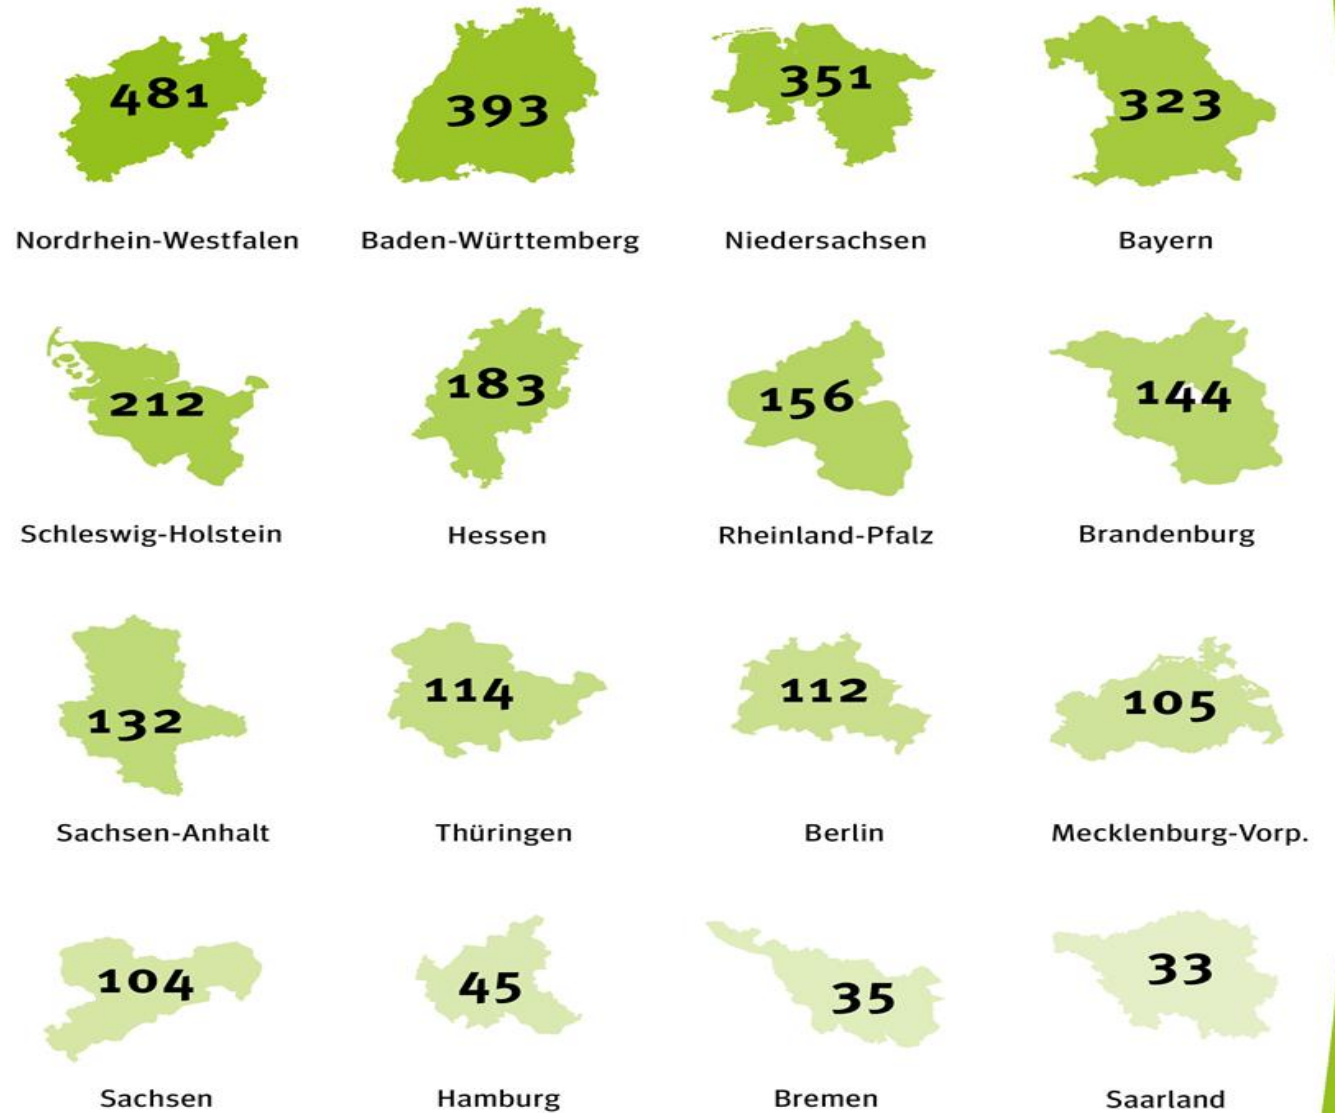 481 393 351 323
Nordrhein-Westfalen Baden-Württemberg Niedersachsen Bayern
212 183 156 144
Schleswig-Holstein Hessen Rheinland-Pfalz Brandenburg
132 114 112 105
Sachsen-Anhalt Thüringen Berlin Mecklenburg-Vorp.
104 45 35 33
Sachsen Hamburg Bremen Saarland